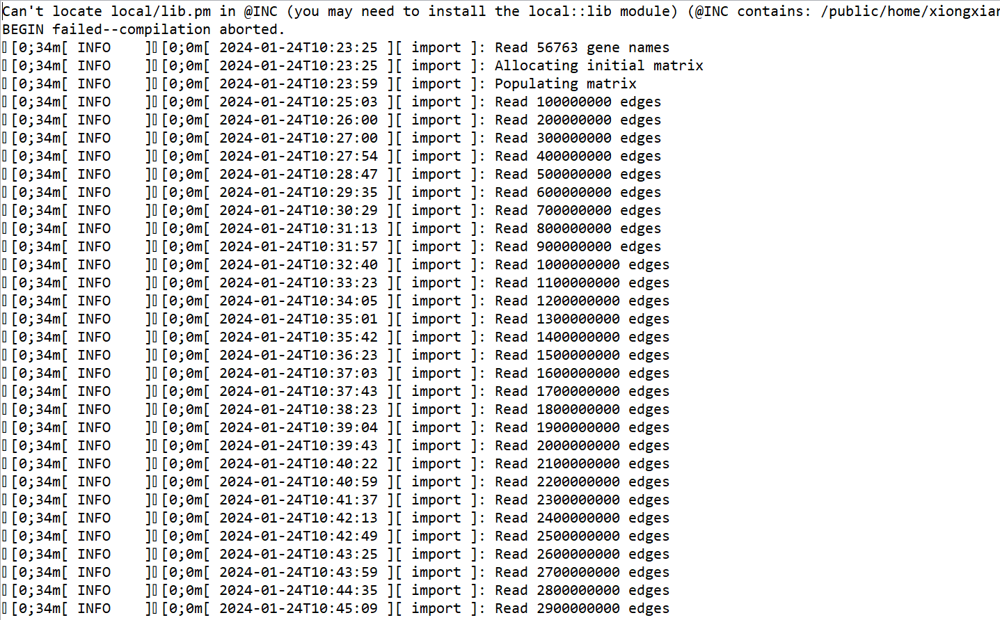 Can't locate local/lib.pm in @INC (you may need to install the local::lib module) (@INC contains: /public/home/xiongxian
BEGIN failed--compilation aborted.
[0;34m[ INFO    ][0;0m[ 2024-01-24T10:23:25 ][ import ]: Read 56763 gene names
[0;34m[ INFO    ][0;0m[ 2024-01-24T10:23:25 ][ import ]: Allocating initial matrix
[0;34m[ INFO    ][0;0m[ 2024-01-24T10:23:59 ][ import ]: Populating matrix
[0;34m[ INFO    ][0;0m[ 2024-01-24T10:25:03 ][ import ]: Read 100000000 edges
[0;34m[ INFO    ][0;0m[ 2024-01-24T10:26:00 ][ import ]: Read 200000000 edges
[0;34m[ INFO    ][0;0m[ 2024-01-24T10:27:00 ][ import ]: Read 300000000 edges
[0;34m[ INFO    ][0;0m[ 2024-01-24T10:27:54 ][ import ]: Read 400000000 edges
[0;34m[ INFO    ][0;0m[ 2024-01-24T10:28:47 ][ import ]: Read 500000000 edges
[0;34m[ INFO    ][0;0m[ 2024-01-24T10:29:35 ][ import ]: Read 600000000 edges
[0;34m[ INFO    ][0;0m[ 2024-01-24T10:30:29 ][ import ]: Read 700000000 edges
[0;34m[ INFO    ][0;0m[ 2024-01-24T10:31:13 ][ import ]: Read 800000000 edges
[0;34m[ INFO    ][0;0m[ 2024-01-24T10:31:57 ][ import ]: Read 900000000 edges
[0;34m[ INFO    ][0;0m[ 2024-01-24T10:32:40 ][ import ]: Read 1000000000 edges
[0;34m[ INFO    ][0;0m[ 2024-01-24T10:33:23 ][ import ]: Read 1100000000 edges
[0;34m[ INFO    ][0;0m[ 2024-01-24T10:34:05 ][ import ]: Read 1200000000 edges
[0;34m[ INFO    ][0;0m[ 2024-01-24T10:35:01 ][ import ]: Read 1300000000 edges
[0;34m[ INFO    ][0;0m[ 2024-01-24T10:35:42 ][ import ]: Read 1400000000 edges
[0;34m[ INFO    ][0;0m[ 2024-01-24T10:36:23 ][ import ]: Read 1500000000 edges
[0;34m[ INFO    ][0;0m[ 2024-01-24T10:37:03 ][ import ]: Read 1600000000 edges
[0;34m[ INFO    ][0;0m[ 2024-01-24T10:37:43 ][ import ]: Read 1700000000 edges
[0;34m[ INFO    ][0;0m[ 2024-01-24T10:38:23 ][ import ]: Read 1800000000 edges
[0;34m[ INFO    ][0;0m[ 2024-01-24T10:39:04 ][ import ]: Read 1900000000 edges
[0;34m[ INFO    ][0;0m[ 2024-01-24T10:39:43 ][ import ]: Read 2000000000 edges
[0;34m[ INFO    ][0;0m[ 2024-01-24T10:40:22 ][ import ]: Read 2100000000 edges
[0;34m[ INFO    ][0;0m[ 2024-01-24T10:40:59 ][ import ]: Read 2200000000 edges
[0;34m[ INFO    ][0;0m[ 2024-01-24T10:41:37 ][ import ]: Read 2300000000 edges
[0;34m[ INFO    ][0;0m[ 2024-01-24T10:42:13 ][ import ]: Read 2400000000 edges
[0;34m[ INFO    ][0;0m[ 2024-01-24T10:42:49 ][ import ]: Read 2500000000 edges
[0;34m[ INFO    ][0;0m[ 2024-01-24T10:43:25 ][ import ]: Read 2600000000 edges
[0;34m[ INFO    ][0;0m[ 2024-01-24T10:43:59 ][ import ]: Read 2700000000 edges
[0;34m[ INFO    ][0;0m[ 2024-01-24T10:44:35 ][ import ]: Read 2800000000 edges
[0;34m[ INFO    ][0;0m[ 2024-01-24T10:45:09 ][ import ]: Read 2900000000 edges